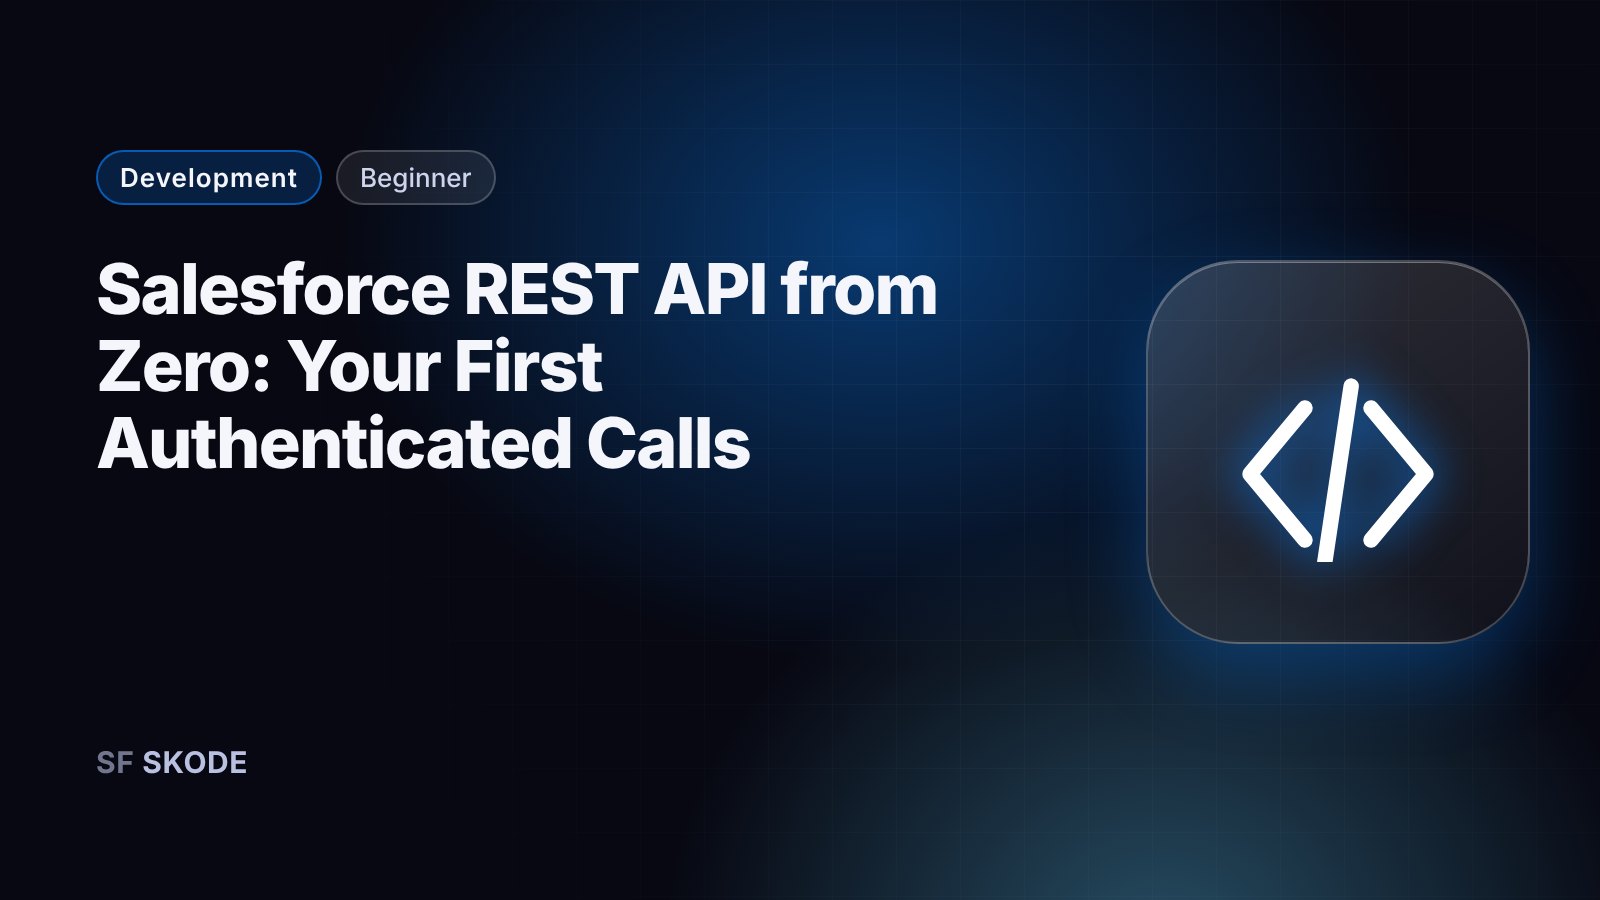 Development
Beginner
Salesforce REST API from
Zero: Your First
Authenticated Calls
SF SKODE